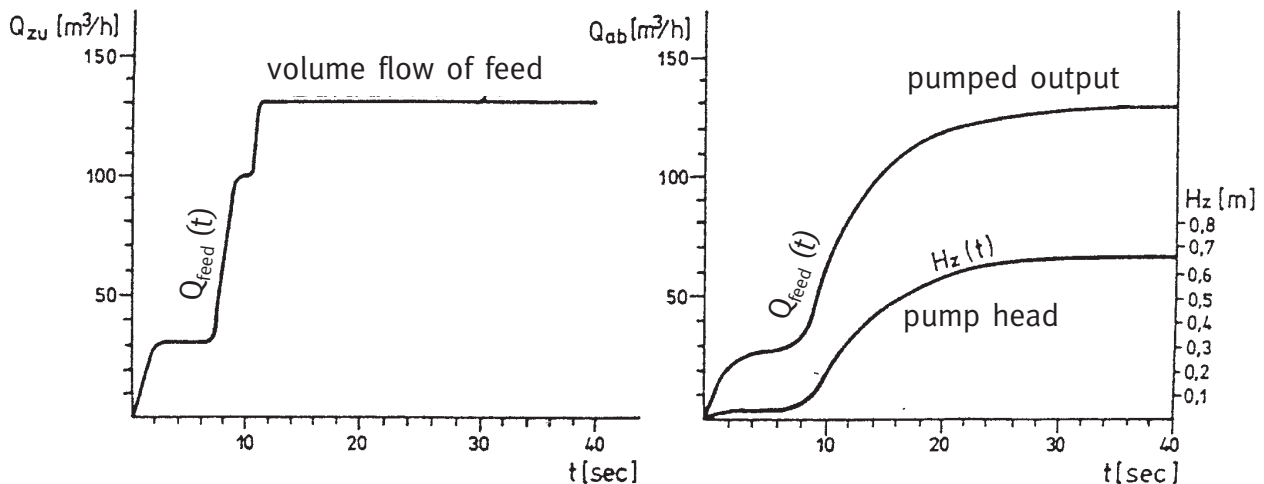 Q_zu [m³/h]
150
100
50
volume flow of feed
Q_feed (t)
10
20
30
40
t [sec]
Q_ab [m³/h]
150
100
50
pumped output
Q_feed (t)
Hz (t)
pump head
Hz [m]
0,8
0,7
0,6
0,5
0,4
0,3
0,2
0,1
10
20
30
40
t [sec]